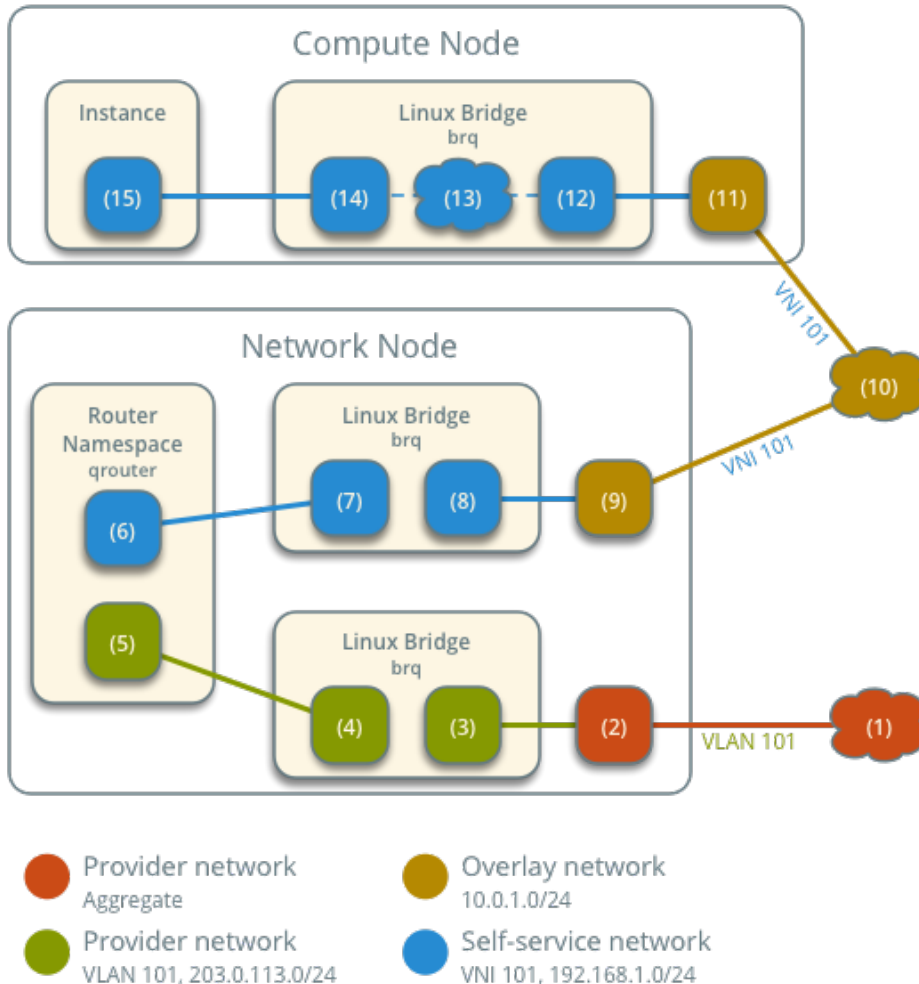 Compute Node
Instance
Linux Bridge
brq
(15)
(14)
(13)
(12)
(11)
VNI 101
(10)
Network Node
Router
Namespace
qrouter
Linux Bridge
brq
(6)
(7)
(8)
(9)
VNI 101
(5)
Linux Bridge
brq
(4)
(3)
(2)
VLAN 101
(1)
Provider network
Aggregate
Overlay network
10.0.1.0/24
Provider network
VLAN 101, 203.0.113.0/24
Self-service network
VNI 101, 192.168.1.0/24